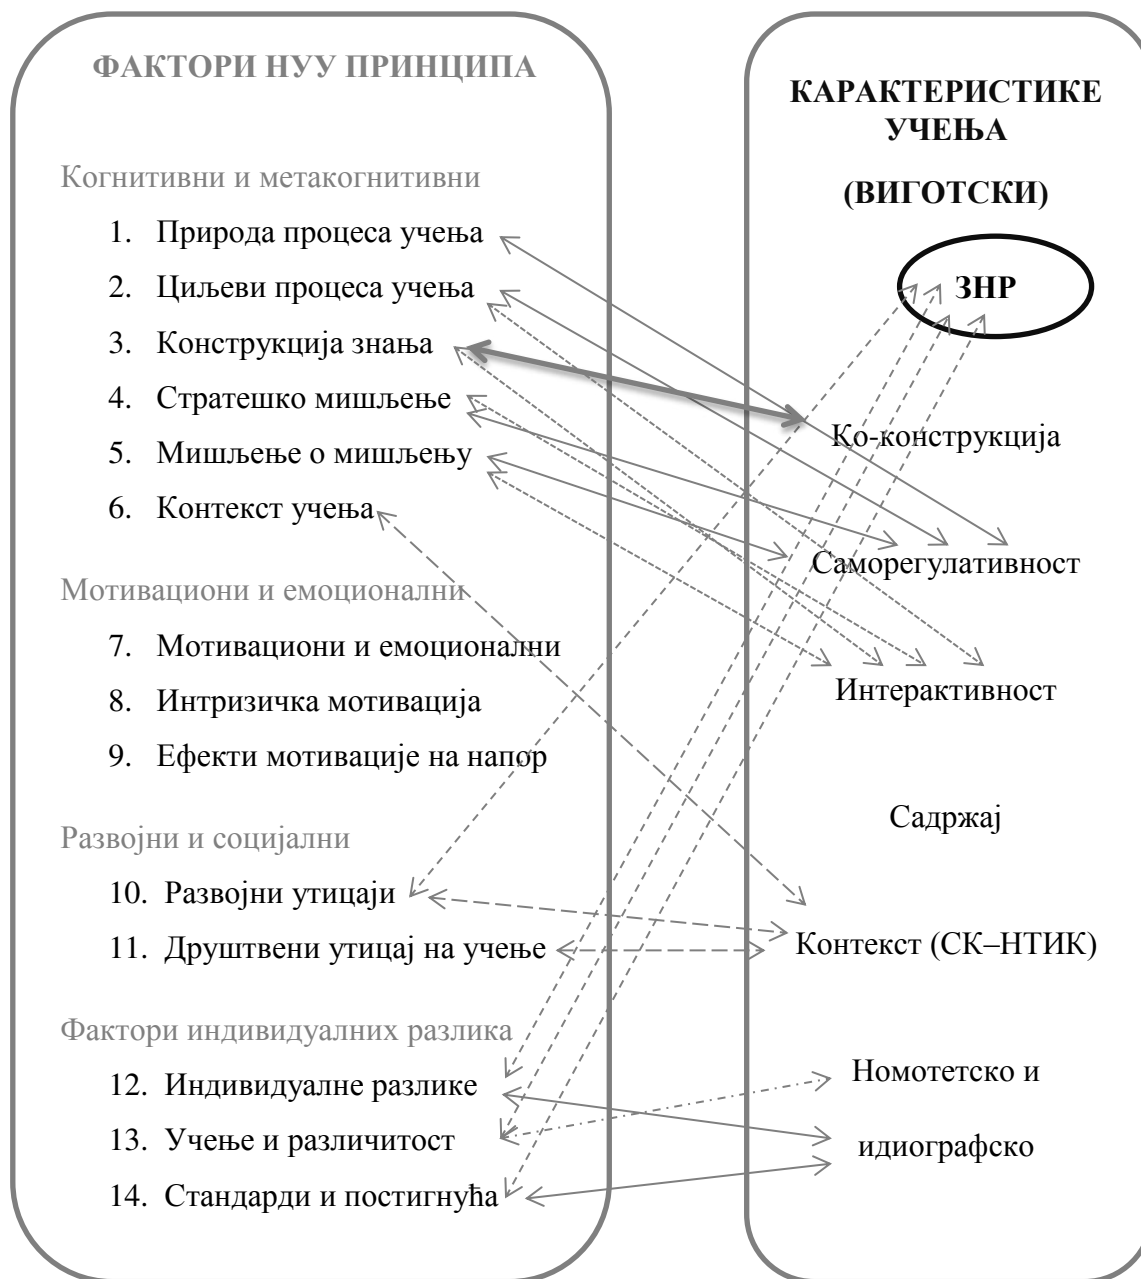 ФАКТОРИ НУУ ПРИНЦИПА
Когнитивни и метакогнитивни
1. Природа процеса учења
2. Циљеви процеса учења
3. Конструкција знања
4. Стратешко мишљење
5. Мишљење о мишљењу
6. Контекст учења
Мотивациони и емоционални
7. Мотивациони и емоционални
8. Интризичка мотивација
9. Ефекти мотивације на напор
Развојни и социјални
10. Развојни утицаји
11. Друштвени утицај на учење
Фактори индивидуалних разлика
12. Индивидуалне разлике
13. Учење и различитост
14. Стандарди и постигнућа
КАРАКТЕРИСТИКЕ
УЧЕЊА
(ВИГОТСКИ)
ЗНР
Ко-конструкција
Саморегулативност
Интерактивност
Садржај
Контекст (СК–НТИК)
Номотетско и
идиографско